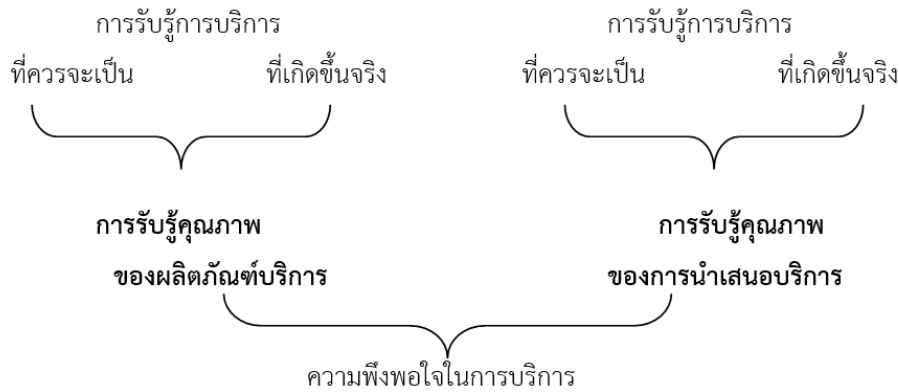 การรับรู้การบริการ
การรับรู้การบริการ
ที่ควรจะเป็น
ที่เกิดขึ้นจริง
ที่ควรจะเป็น
ที่เกิดขึ้นจริง
การรับรู้คุณภาพ
การรับรู้คุณภาพ
ของผลิตภัณฑ์บริการ
ของการนำเสนอบริการ
ความพึงพอใจในการบริการ